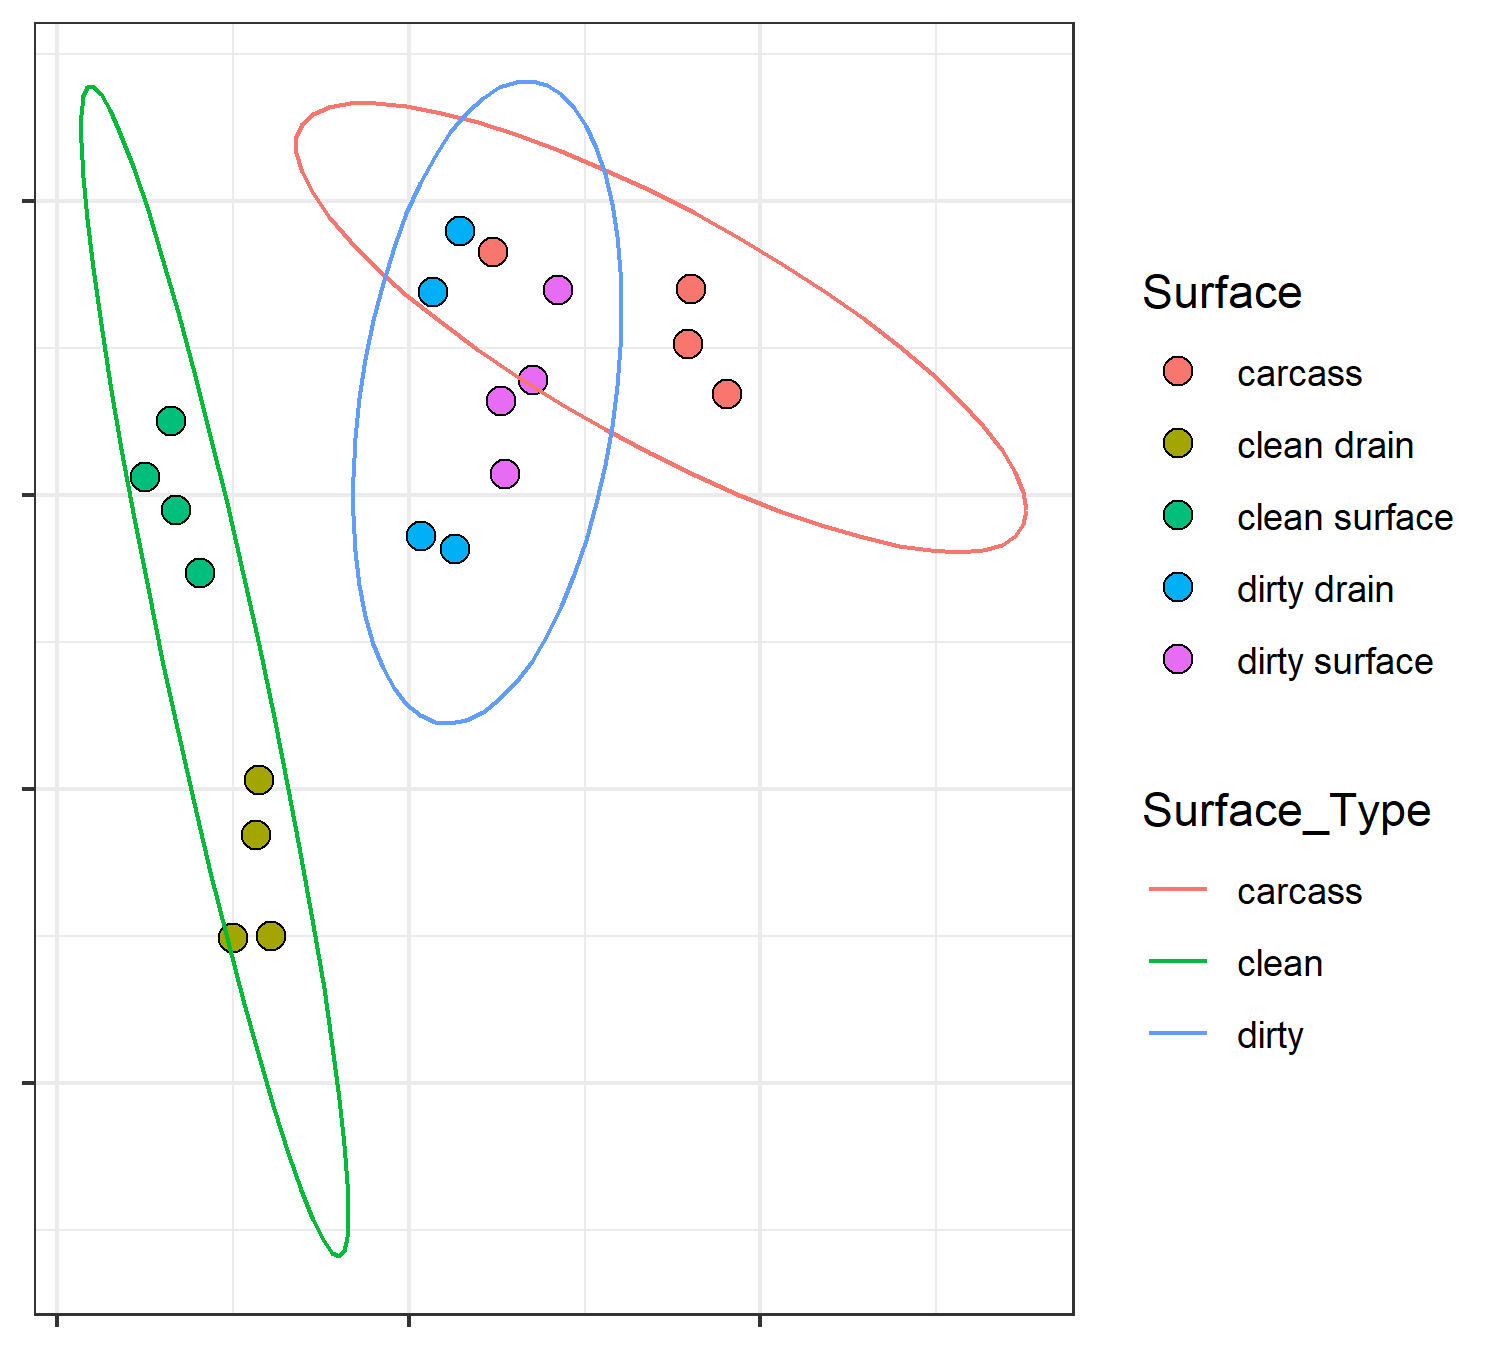 Surface
carcass
clean drain
clean surface
dirty drain
dirty surface
Surface_Type
carcass
clean
dirty